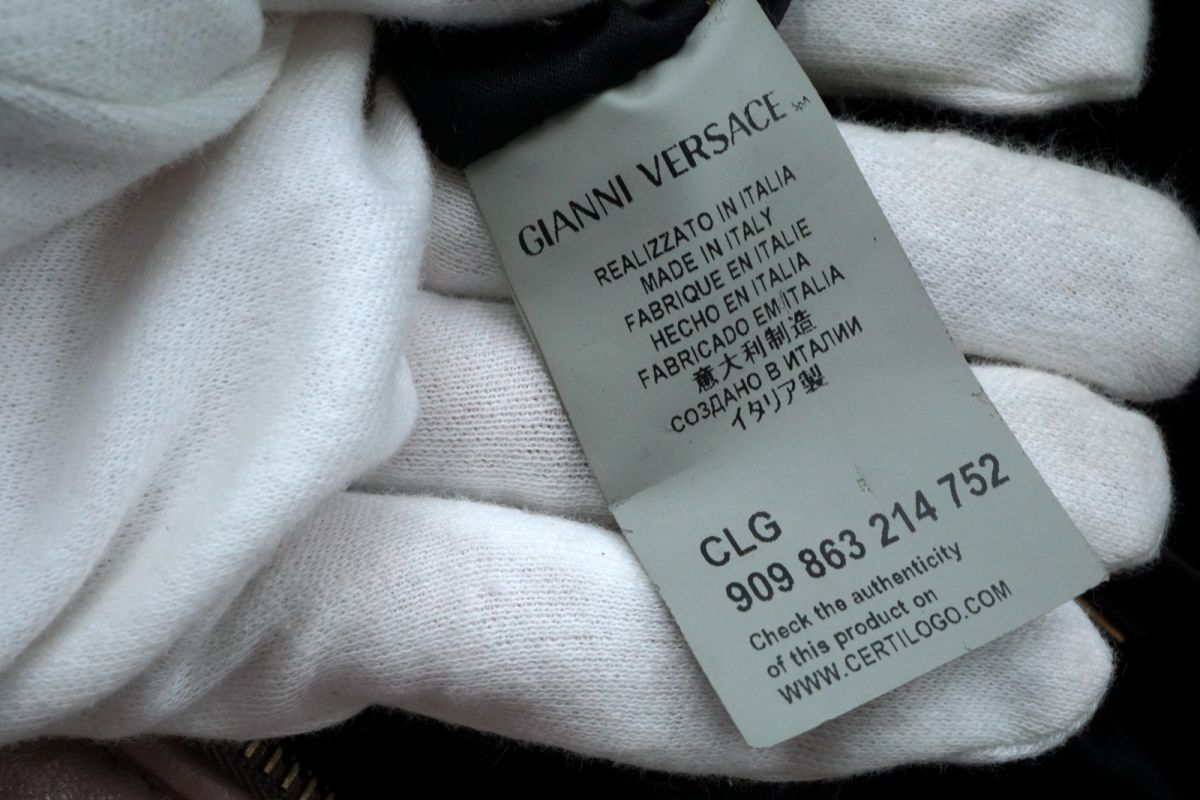 GIANNI VERSACE SpA
REALIZZATO IN ITALIA
MADE IN ITALY
FABRIQUE EN ITALIE
HECHO EN ITALIA
FABRICADO EM ITALIA
意大利制造
СОЗДАНО В ИТАЛИИ
イタリア製
CLG
909 863 214 752
Check the authenticity
of this product on
WWW.CERTILOGO.COM